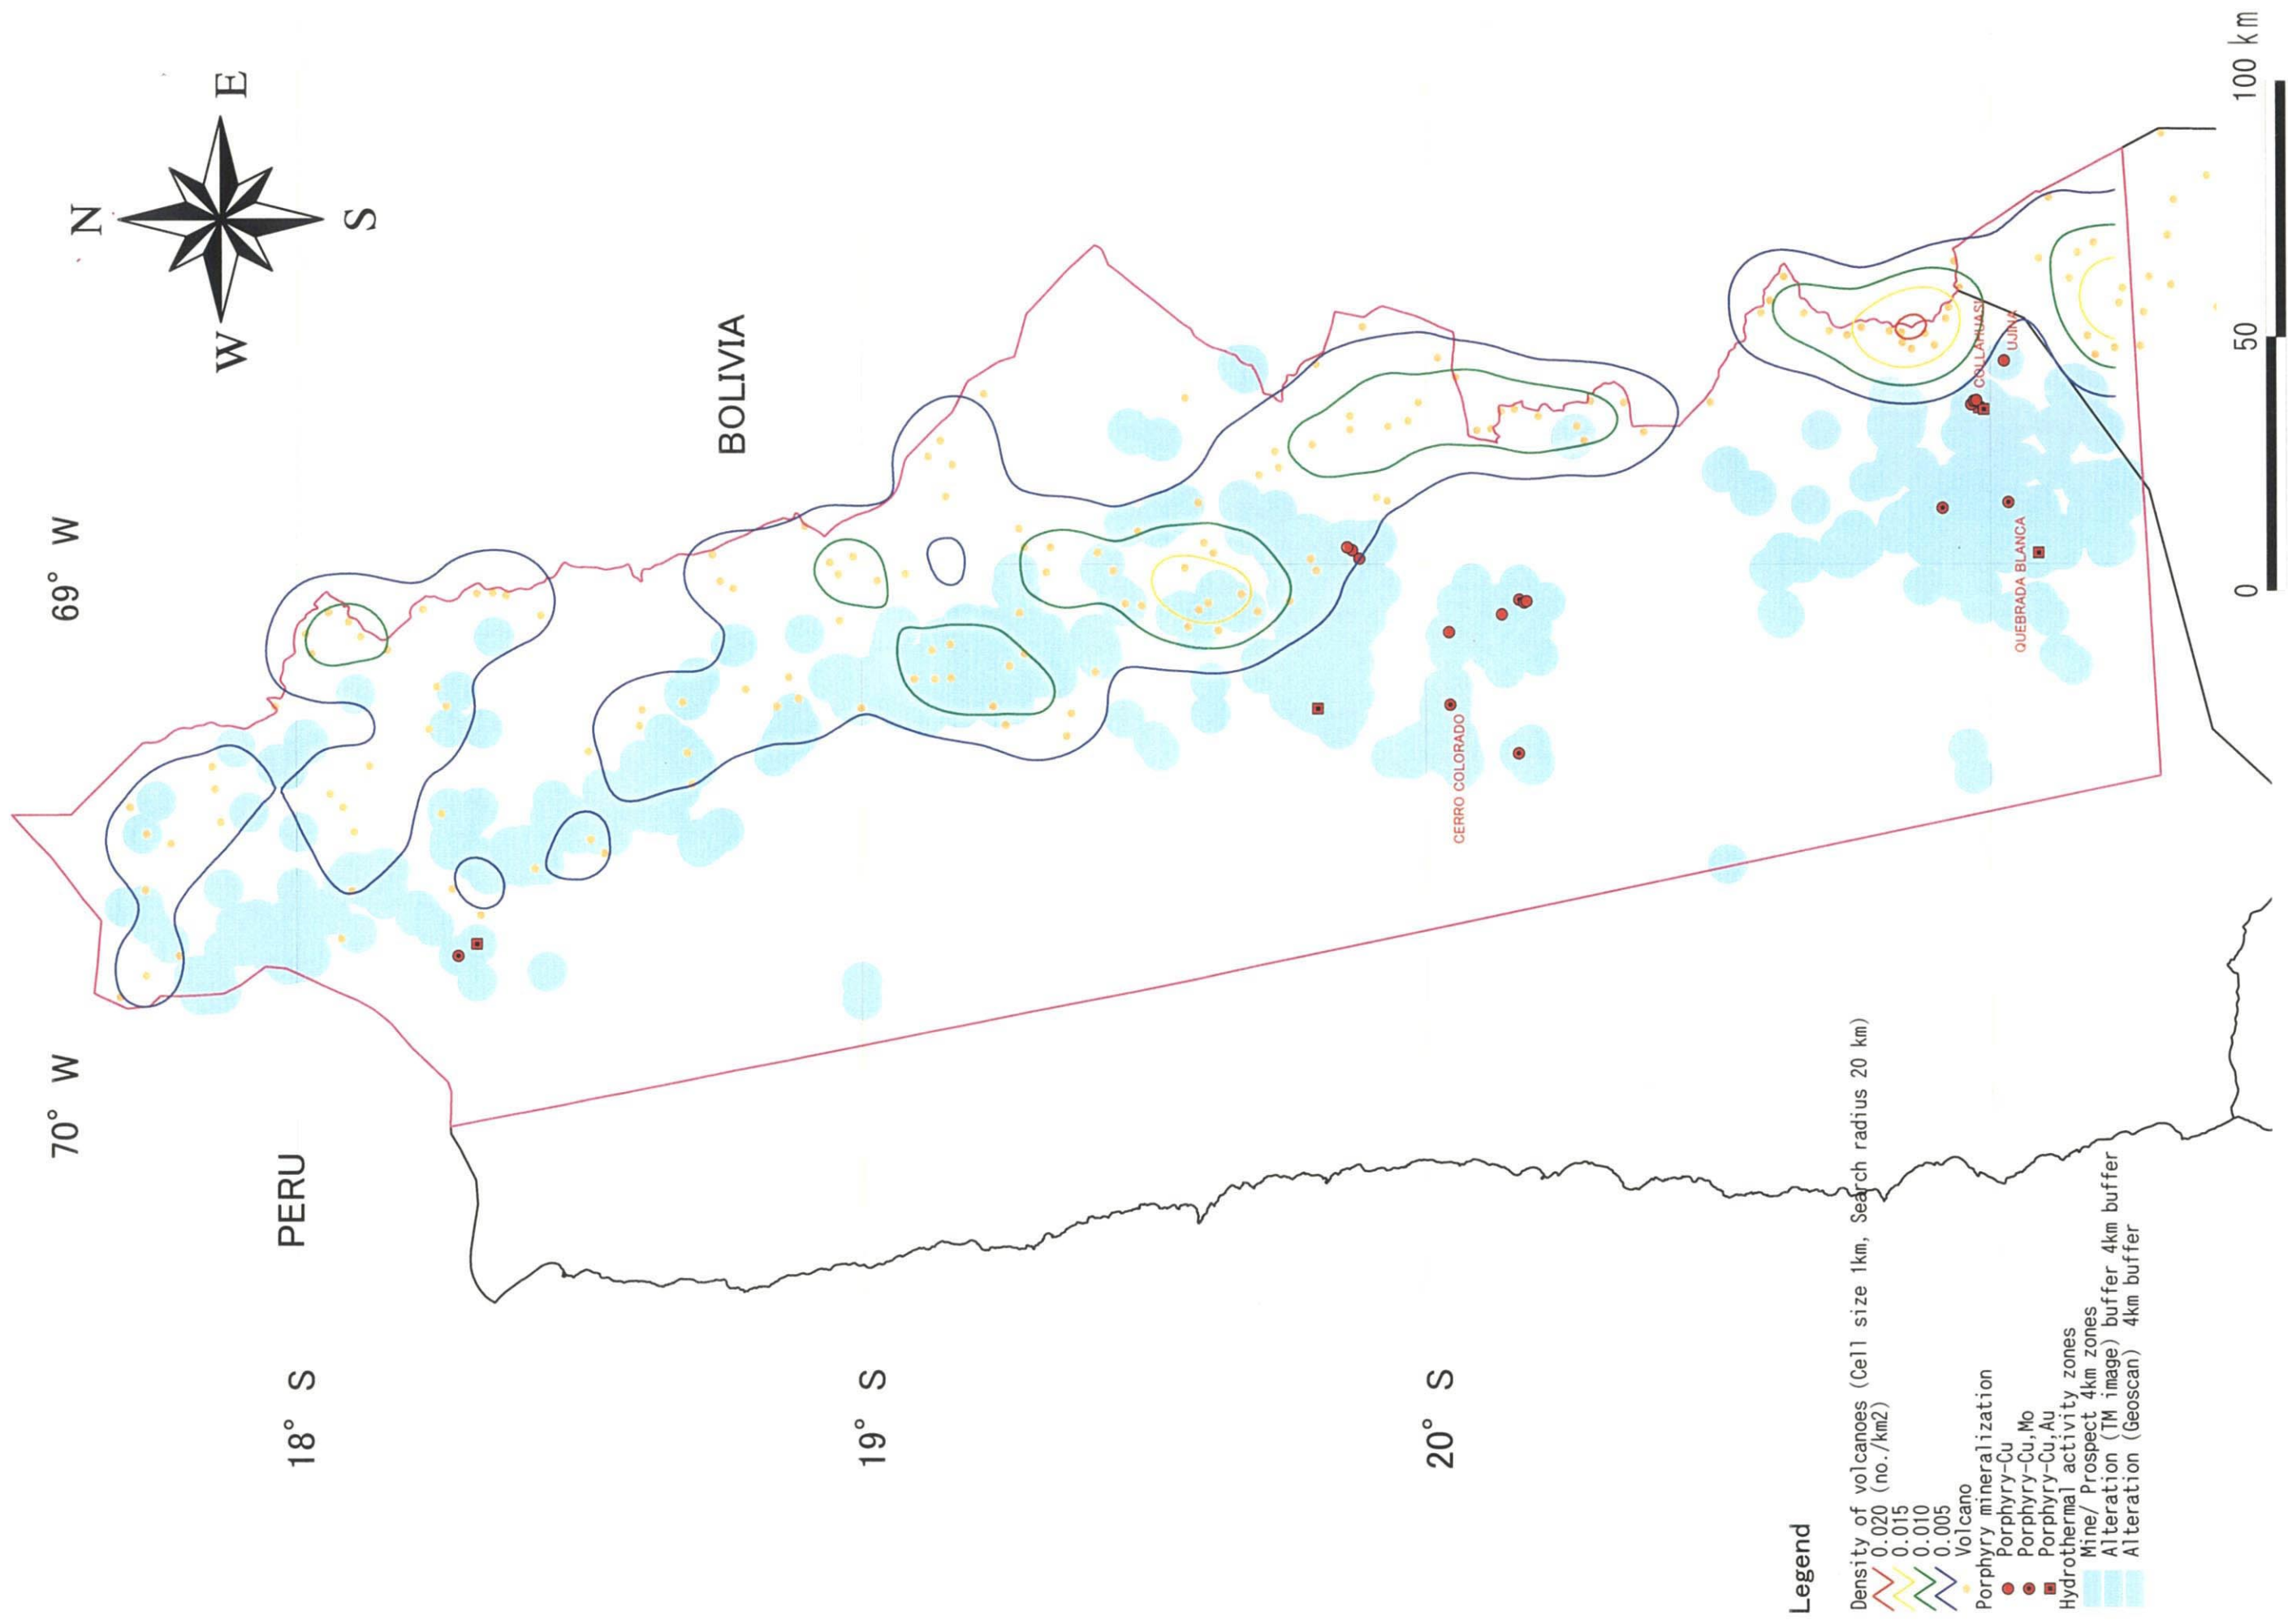 N
W
E
S
70° W
69° W
PERU
BOLIVIA
18° S
19° S
20° S
CERRO COLORADO
QUEBRADA BLANCA
COLLAHUASI
UJINA
Legend
Density of volcanoes (Cell size 1km, Search radius 20 km)
0.020 (no./km2)
0.015
0.010
0.005
Volcano
Porphyry mineralization
Porphyry-Cu
Porphyry-Cu,Mo
Porphyry-Cu,Au
Hydrothermal activity zones
Mine/ Prospect 4km zones
Alteration (TM image) buffer 4km buffer
Alteration (Geoscan) 4km buffer
0
50
100 km